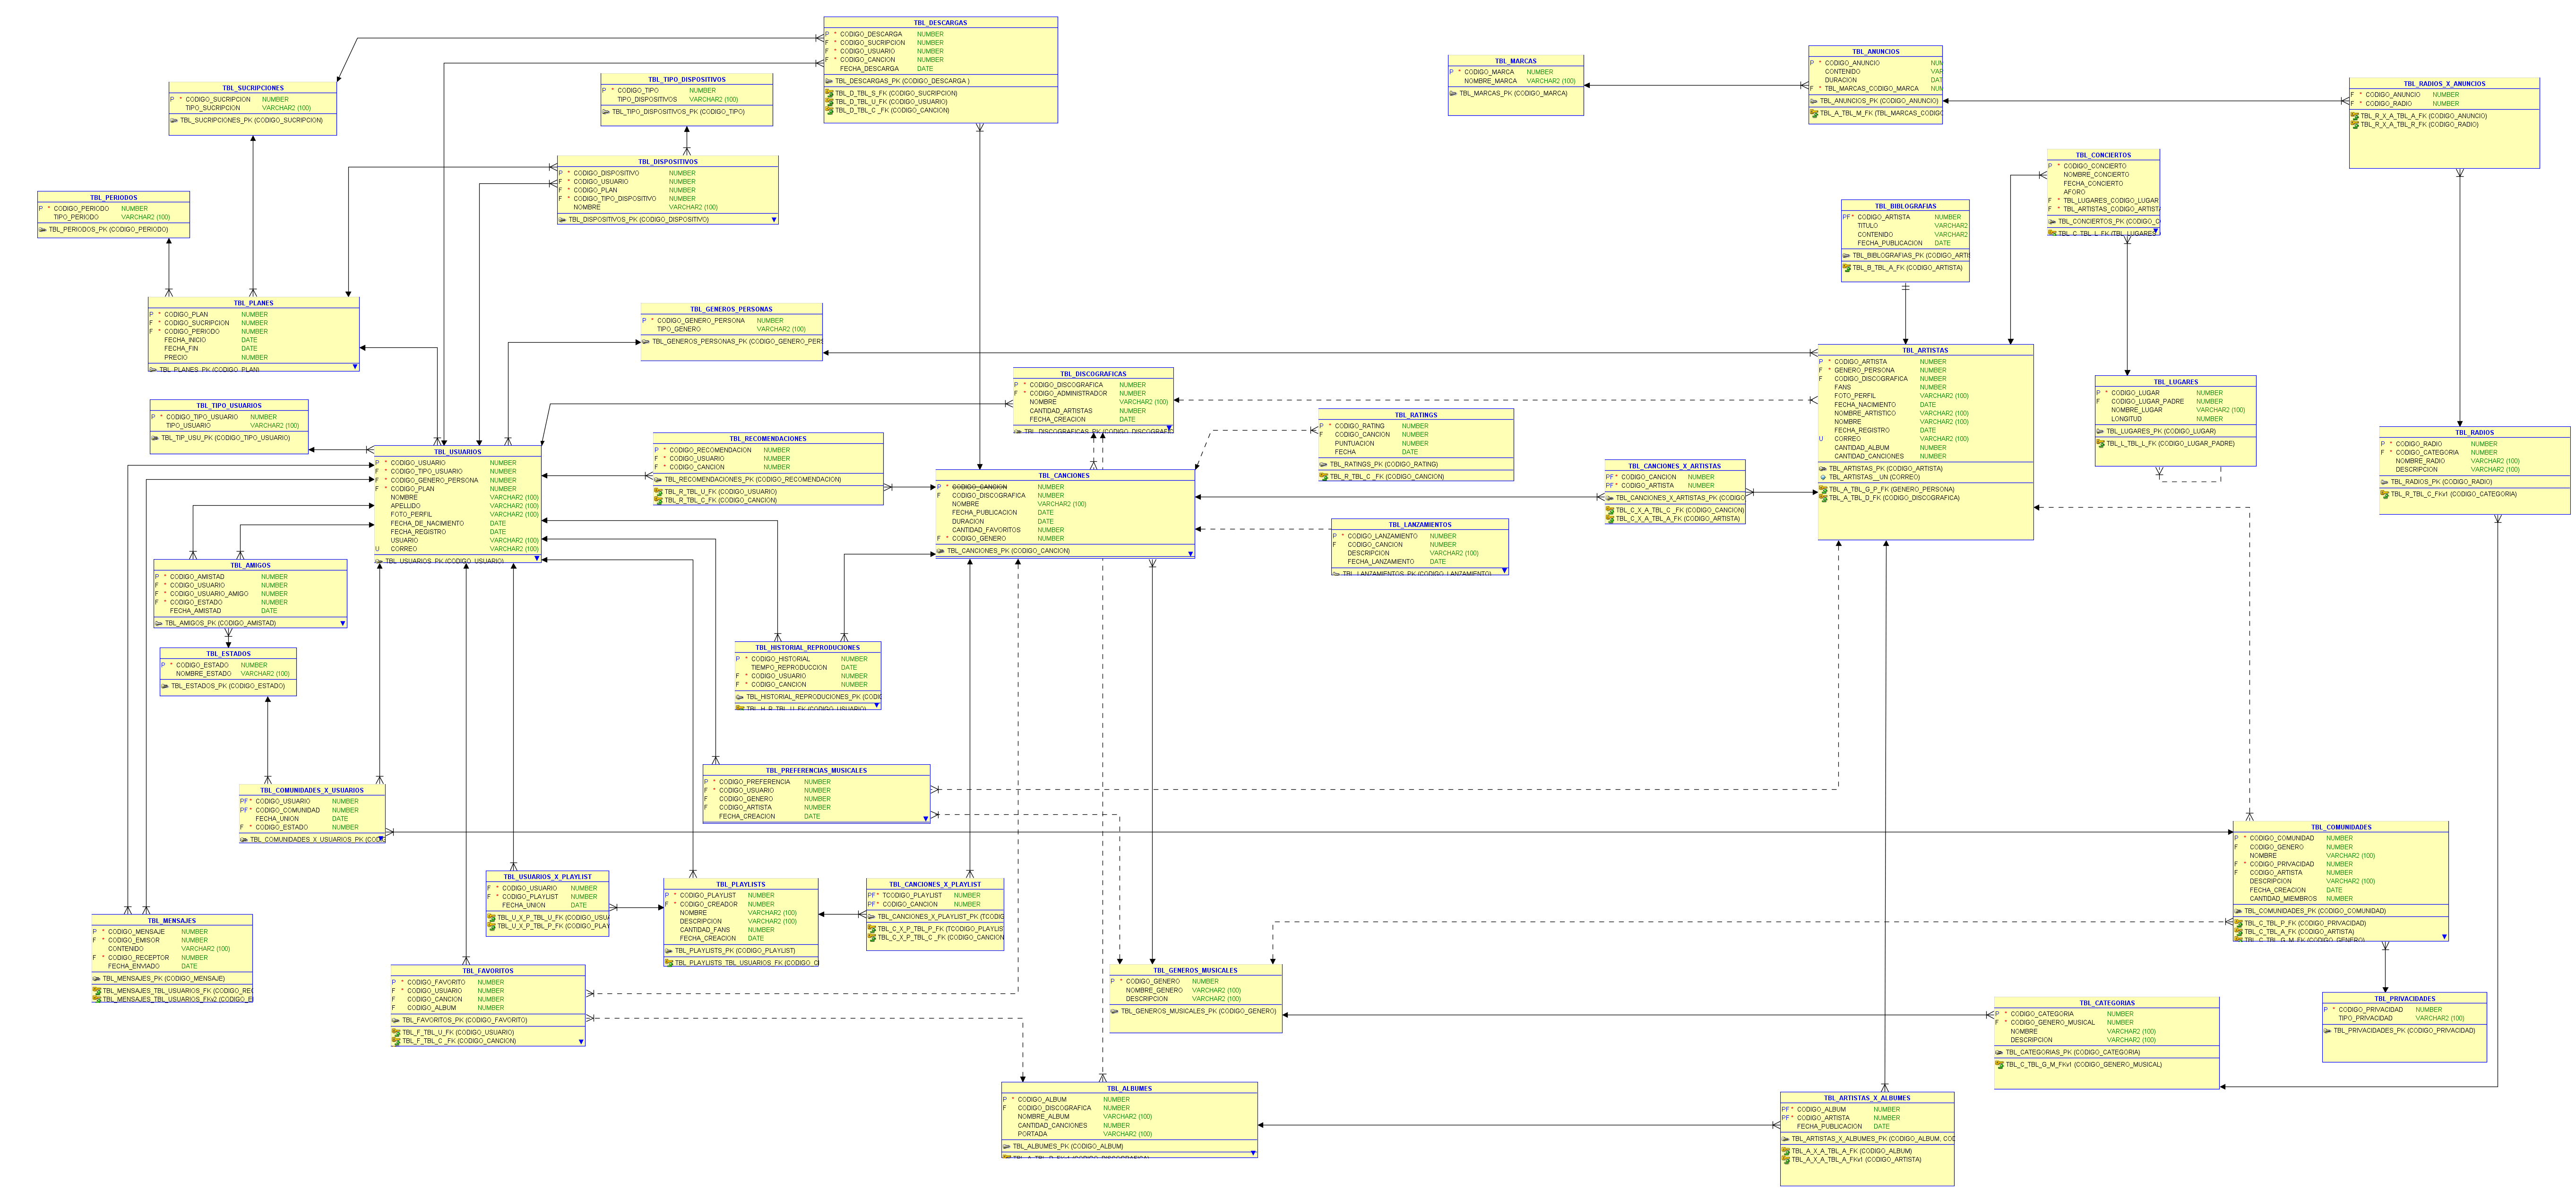 TBL_DESCARGAS
P * CODIGO_DESCARGA NUMBER
F * CODIGO_SUCRIPCION NUMBER
F * CODIGO_USUARIO NUMBER
F * CODIGO_CANCION NUMBER
FECHA_DESCARGA DATE
TBL_DESCARGAS_PK (CODIGO_DESCARGA )
TBL_D_TBL_S_FK (CODIGO_SUCRIPCION)
TBL_D_TBL_U_FK (CODIGO_USUARIO)
TBL_D_TBL_C _FK (CODIGO_CANCION)
TBL_SUCRIPCIONES
P * CODIGO_SUCRIPCION NUMBER
TIPO_SUCRIPCION VARCHAR2 (100)
TBL_SUCRIPCIONES_PK (CODIGO_SUCRIPCION)
TBL_TIPO_DISPOSITIVOS
P * CODIGO_TIPO NUMBER
TIPO_DISPOSITIVOS VARCHAR2 (100)
TBL_TIPO_DISPOSITIVOS_PK (CODIGO_TIPO)
TBL_MARCAS
P * CODIGO_MARCA NUMBER
NOMBRE_MARCA VARCHAR2 (100)
TBL_MARCAS_PK (CODIGO_MARCA)
TBL_ANUNCIOS
P * CODIGO_ANUNCIO NUM
CONTENIDO VAR
DURACION DAT
F * TBL_MARCAS_CODIGO_MARCA NUM
TBL_ANUNCIOS_PK (CODIGO_ANUNCIO)
TBL_A_TBL_M_FK (TBL_MARCAS_CODIGO
TBL_RADIOS_X_ANUNCIOS
F * CODIGO_ANUNCIO NUMBER
F * CODIGO_RADIO NUMBER
TBL_R_X_A_TBL_A_FK (CODIGO_ANUNCIO)
TBL_R_X_A_TBL_R_FK (CODIGO_RADIO)
TBL_DISPOSITIVOS
P * CODIGO_DISPOSITIVO NUMBER
F * CODIGO_USUARIO NUMBER
F * CODIGO_PLAN NUMBER
F * CODIGO_TIPO_DISPOSITIVO NUMBER
NOMBRE VARCHAR2 (100)
TBL_DISPOSITIVOS_PK (CODIGO_DISPOSITIVO)
TBL_CONCIERTOS
P * CODIGO_CONCIERTO
NOMBRE_CONCIERTO
FECHA_CONCIERTO
AFORO
F * TBL_LUGARES_CODIGO_LUGAR
F * TBL_ARTISTAS_CODIGO_ARTISTA
TBL_CONCIERTOS_PK (CODIGO_C
TBL_C_TBL_L_FK (TBL_LUGARES_
TBL_PERIODOS
P * CODIGO_PERIODO NUMBER
TIPO_PERIODO VARCHAR2 (100)
TBL_PERIODOS_PK (CODIGO_PERIODO)
TBL_BIBLOGRAFIAS
PF * CODIGO_ARTISTA NUMBER
TITULO VARCHAR2
CONTENIDO VARCHAR2
FECHA_PUBLICACION DATE
TBL_BIBLOGRAFIAS_PK (CODIGO_ARTIS
TBL_B_TBL_A_FK (CODIGO_ARTISTA)
TBL_PLANES
P * CODIGO_PLAN NUMBER
F * CODIGO_SUCRIPCION NUMBER
F * CODIGO_PERIODO NUMBER
FECHA_INICIO DATE
FECHA_FIN DATE
PRECIO NUMBER
TBL_PLANES_PK (CODIGO_PLAN)
TBL_GENEROS_PERSONAS
P * CODIGO_GENERO_PERSONA NUMBER
TIPO_GENERO VARCHAR2 (100)
TBL_GENEROS_PERSONAS_PK (CODIGO_GENERO_PERS
TBL_ARTISTAS
P * CODIGO_ARTISTA NUMBER
F * GENERO_PERSONA NUMBER
F CODIGO_DISCOGRAFICA NUMBER
FANS NUMBER
FOTO_PERFIL VARCHAR2 (100)
FECHA_NACIMIENTO DATE
NOMBRE_ARTISTICO VARCHAR2 (100)
NOMBRE VARCHAR2 (100)
FECHA_REGISTRO DATE
U CORREO VARCHAR2 (100)
CANTIDAD_ALBUM NUMBER
CANTIDAD_CANCIONES NUMBER
TBL_ARTISTAS_PK (CODIGO_ARTISTA)
TBL_ARTISTAS__UN (CORREO)
TBL_A_TBL_G_P_FK (GENERO_PERSONA)
TBL_A_TBL_D_FK (CODIGO_DISCOGRAFICA)
TBL_DISCOGRAFICAS
P * CODIGO_DISCOGRAFICA NUMBER
F * CODIGO_ADMINISTRADOR NUMBER
NOMBRE VARCHAR2 (100)
CANTIDAD_ARTISTAS NUMBER
FECHA_CREACION DATE
TBL_DISCOGRAFICAS_PK (CODIGO_DISCOGRAFI
TBL_LUGARES
P * CODIGO_LUGAR NUMBER
F CODIGO_LUGAR_PADRE NUMBER
NOMBRE_LUGAR VARCHAR2 (100)
LONGITUD NUMBER
TBL_LUGARES_PK (CODIGO_LUGAR)
TBL_L_TBL_L_FK (CODIGO_LUGAR_PADRE)
TBL_TIPO_USUARIOS
P * CODIGO_TIPO_USUARIO NUMBER
TIPO_USUARIO VARCHAR2 (100)
TBL_TIP_USU_PK (CODIGO_TIPO_USUARIO)
TBL_RATINGS
P * CODIGO_RATING NUMBER
F CODIGO_CANCION NUMBER
PUNTUACION NUMBER
FECHA DATE
TBL_RATINGS_PK (CODIGO_RATING)
TBL_R_TBL_C _FK (CODIGO_CANCION)
TBL_RADIOS
P * CODIGO_RADIO NUMBER
F * CODIGO_CATEGORIA NUMBER
NOMBRE_RADIO VARCHAR2 (100)
DESCRIPCION VARCHAR2 (100)
TBL_RADIOS_PK (CODIGO_RADIO)
TBL_R_TBL_C_FKv1 (CODIGO_CATEGORIA)
TBL_RECOMENDACIONES
P * CODIGO_RECOMENDACION NUMBER
F * CODIGO_USUARIO NUMBER
F * CODIGO_CANCION NUMBER
TBL_RECOMENDACIONES_PK (CODIGO_RECOMENDACION)
TBL_R_TBL_U_FK (CODIGO_USUARIO)
TBL_R_TBL_C_FK (CODIGO_CANCION)
TBL_USUARIOS
P * CODIGO_USUARIO NUMBER
F * CODIGO_TIPO_USUARIO NUMBER
F * CODIGO_GENERO_PERSONA NUMBER
F * CODIGO_PLAN NUMBER
NOMBRE VARCHAR2 (100)
APELLIDO VARCHAR2 (100)
FOTO_PERFIL VARCHAR2 (100)
FECHA_DE_NACIMIENTO DATE
FECHA_REGISTRO DATE
USUARIO VARCHAR2 (100)
U CORREO VARCHAR2 (100)
TBL_USUARIOS_PK (CODIGO_USUARIO)
TBL_CANCIONES
P * CODIGO_CANCION NUMBER
F CODIGO_DISCOGRAFICA NUMBER
NOMBRE VARCHAR2 (100)
FECHA_PUBLICACION DATE
DURACION DATE
CANTIDAD_FAVORITOS NUMBER
F * CODIGO_GENERO NUMBER
TBL_CANCIONES_PK (CODIGO_CANCION)
TBL_CANCIONES_X_ARTISTAS
PF * CODIGO_CANCION NUMBER
PF * CODIGO_ARTISTA NUMBER
TBL_CANCIONES_X_ARTISTAS_PK (CODIGO
TBL_C_X_A_TBL_C _FK (CODIGO_CANCION)
TBL_C_X_A_TBL_A_FK (CODIGO_ARTISTA)
TBL_LANZAMIENTOS
P * CODIGO_LANZAMIENTO NUMBER
F CODIGO_CANCION NUMBER
DESCRIPCION VARCHAR2 (100)
FECHA_LANZAMIENTO DATE
TBL_LANZAMIENTOS_PK (CODIGO_LANZAMIENTO)
TBL_AMIGOS
P * CODIGO_AMISTAD NUMBER
F * CODIGO_USUARIO NUMBER
F * CODIGO_USUARIO_AMIGO NUMBER
F * CODIGO_ESTADO NUMBER
FECHA_AMISTAD DATE
TBL_AMIGOS_PK (CODIGO_AMISTAD)
TBL_ESTADOS
P * CODIGO_ESTADO NUMBER
NOMBRE_ESTADO VARCHAR2 (100)
TBL_ESTADOS_PK (CODIGO_ESTADO)
TBL_HISTORIAL_REPRODUCIONES
P * CODIGO_HISTORIAL NUMBER
TIEMPO_REPRODUCCION DATE
F * CODIGO_USUARIO NUMBER
F * CODIGO_CANCION NUMBER
TBL_HISTORIAL_REPRODUCIONES_PK (CODIG
TBL_H_R_TBL_U_FK (CODIGO_USUARIO)
TBL_PREFERENCIAS_MUSICALES
P * CODIGO_PREFERENCIA NUMBER
F * CODIGO_USUARIO NUMBER
F CODIGO_GENERO NUMBER
F CODIGO_ARTISTA NUMBER
FECHA_CREACION DATE
TBL_COMUNIDADES_X_USUARIOS
PF * CODIGO_USUARIO NUMBER
PF * CODIGO_COMUNIDAD NUMBER
FECHA_UNION DATE
F * CODIGO_ESTADO NUMBER
TBL_COMUNIDADES_X_USUARIOS_PK (CODI
TBL_COMUNIDADES
P * CODIGO_COMUNIDAD NUMBER
F CODIGO_GENERO NUMBER
NOMBRE VARCHAR2 (100)
F * CODIGO_PRIVACIDAD NUMBER
F CODIGO_ARTISTA NUMBER
DESCRIPCION VARCHAR2 (100)
FECHA_CREACION DATE
CANTIDAD_MIEMBROS NUMBER
TBL_COMUNIDADES_PK (CODIGO_COMUNIDAD)
TBL_C_TBL_P_FK (CODIGO_PRIVACIDAD)
TBL_C_TBL_A_FK (CODIGO_ARTISTA)
TBL_C_TBL_G_M_FK (CODIGO_GENERO)
TBL_USUARIOS_X_PLAYLIST
F * CODIGO_USUARIO NUMBER
F * CODIGO_PLAYLIST NUMBER
FECHA_UNION DATE
TBL_U_X_P_TBL_U_FK (CODIGO_USUA
TBL_U_X_P_TBL_P_FK (CODIGO_PLAY
TBL_PLAYLISTS
P * CODIGO_PLAYLIST NUMBER
F * CODIGO_CREADOR NUMBER
NOMBRE VARCHAR2 (100)
DESCRIPCION VARCHAR2 (100)
CANTIDAD_FANS NUMBER
FECHA_CREACION DATE
TBL_PLAYLISTS_PK (CODIGO_PLAYLIST)
TBL_PLAYLISTS_TBL_USUARIOS_FK (CODIGO_C
TBL_CANCIONES_X_PLAYLIST
PF * TCODIGO_PLAYLIST NUMBER
PF * CODIGO_CANCION NUMBER
TBL_CANCIONES_X_PLAYLIST_PK (TCODIG
TBL_C_X_P_TBL_P_FK (TCODIGO_PLAYLIS
TBL_C_X_P_TBL_C _FK (CODIGO_CANCION
TBL_MENSAJES
P * CODIGO_MENSAJE NUMBER
F * CODIGO_EMISOR NUMBER
CONTENIDO VARCHAR2 (100)
F * CODIGO_RECEPTOR NUMBER
FECHA_ENVIADO DATE
TBL_MENSAJES_PK (CODIGO_MENSAJE)
TBL_MENSAJES_TBL_USUARIOS_FK (CODIGO_REC
TBL_MENSAJES_TBL_USUARIOS_FKv2 (CODIGO_E
TBL_FAVORITOS
P * CODIGO_FAVORITO NUMBER
F * CODIGO_USUARIO NUMBER
F CODIGO_CANCION NUMBER
F CODIGO_ALBUM NUMBER
TBL_FAVORITOS_PK (CODIGO_FAVORITO)
TBL_F_TBL_U_FK (CODIGO_USUARIO)
TBL_F_TBL_C _FK (CODIGO_CANCION)
TBL_GENEROS_MUSICALES
P * CODIGO_GENERO NUMBER
NOMBRE_GENERO VARCHAR2 (100)
DESCRIPCION VARCHAR2 (100)
TBL_GENEROS_MUSICALES_PK (CODIGO_GENERO)
TBL_CATEGORIAS
P * CODIGO_CATEGORIA NUMBER
F * CODIGO_GENERO_MUSICAL NUMBER
NOMBRE VARCHAR2 (100)
DESCRIPCION VARCHAR2 (100)
TBL_CATEGORIAS_PK (CODIGO_CATEGORIA)
TBL_C_TBL_G_M_FKv1 (CODIGO_GENERO_MUSICAL)
TBL_PRIVACIDADES
P * CODIGO_PRIVACIDAD NUMBER
TIPO_PRIVACIDAD VARCHAR2 (100)
TBL_PRIVACIDADES_PK (CODIGO_PRIVACIDAD)
TBL_ALBUMES
P * CODIGO_ALBUM NUMBER
F CODIGO_DISCOGRAFICA NUMBER
NOMBRE_ALBUM VARCHAR2 (100)
CANTIDAD_CANCIONES NUMBER
PORTADA VARCHAR2 (100)
TBL_ALBUMES_PK (CODIGO_ALBUM)
TBL_A_TBL_D_FKv1 (CODIGO_DISCOGRAFICA)
TBL_ARTISTAS_X_ALBUMES
PF * CODIGO_ALBUM NUMBER
PF * CODIGO_ARTISTA NUMBER
FECHA_PUBLICACION DATE
TBL_ARTISTAS_X_ALBUMES_PK (CODIGO_ALBUM, COD
TBL_A_X_A_TBL_A_FK (CODIGO_ALBUM)
TBL_A_X_A_TBL_A_FKv1 (CODIGO_ARTISTA)